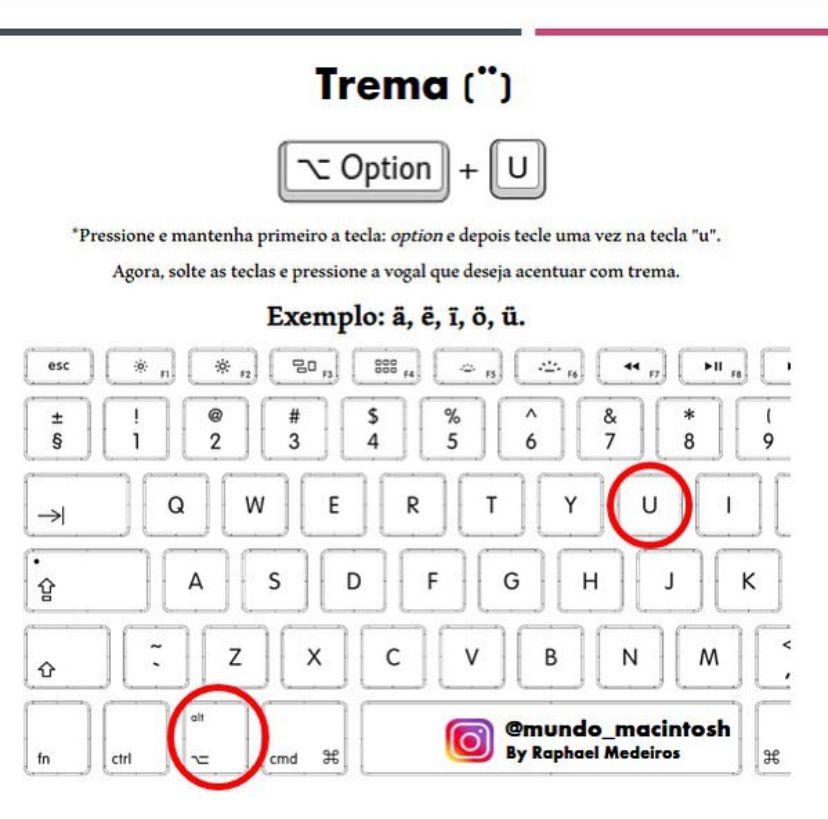 Trema (¨)
⌥ Option + U
*Pressione e mantenha primeiro a tecla: option e depois tecle uma vez na tecla "u".
Agora, solte as teclas e pressione a vogal que deseja acentuar com trema.
Exemplo: ä, ë, ï, ö, ü.
esc F1 F2 F3 F4 F5 F6 F7 F8
± ! @ # $ % ^ & * (
§ 1 2 3 4 5 6 7 8 9
→| Q W E R T Y U I
A S D F G H J K
~ Z X C V B N M <
` ,
alt
fn ctrl ⌥ cmd ⌘ ⌘
@mundo_macintosh
By Raphael Medeiros